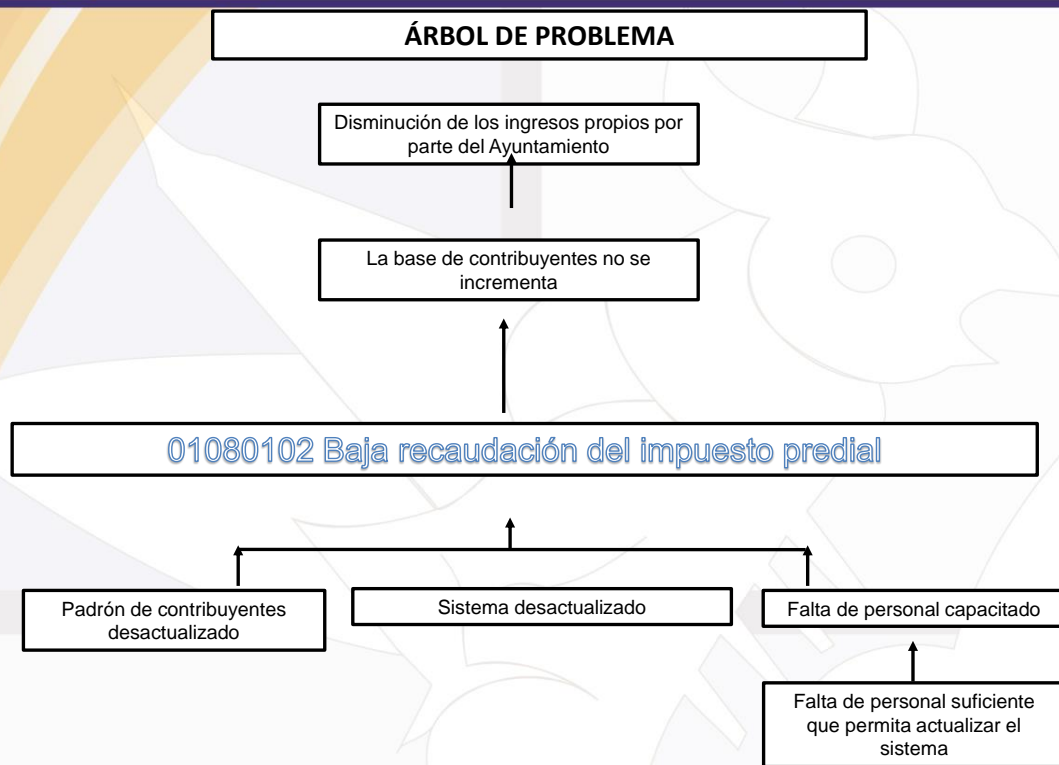 ÁRBOL DE PROBLEMA
Disminución de los ingresos propios por
parte del Ayuntamiento
La base de contribuyentes no se
incrementa
01080102 Baja recaudación del impuesto predial
Padrón de contribuyentes
desactualizado
Sistema desactualizado
Falta de personal capacitado
Falta de personal suficiente
que permita actualizar el
sistema